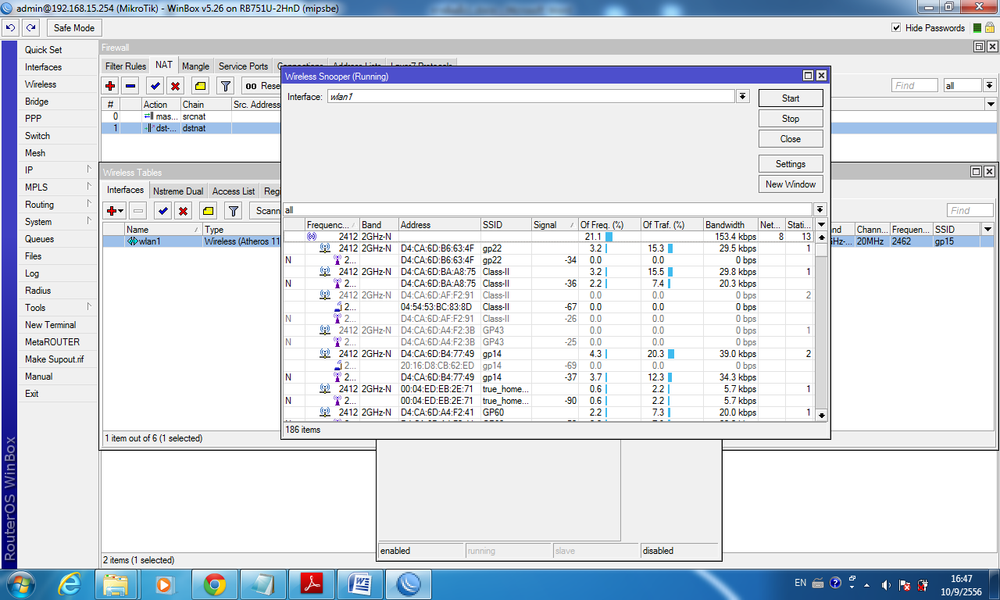 admin@192.168.15.254 (MikroTik) - WinBox v5.26 on RB751U-2HnD (mipsbe)
Safe Mode
Hide Passwords
Quick Set
Interfaces
Wireless
Bridge
PPP
Switch
Mesh
IP
MPLS
Routing
System
Queues
Files
Log
Radius
Tools
New Terminal
MetaROUTER
Make Supout.rif
Manual
Exit
RouterOS WinBox
Firewall
Filter Rules NAT Mangle Service Ports Connections Address Lists Layer7 Protocols
00 Rese
Find all
# Action Chain Src. Address
0 mas... srcnat
1 dst-... dstnat
2 items (1 selected)
Wireless Tables
Interfaces Nstreme Dual Access List Regi
Scann
Find
Name / Type
and Chann... Frequen... SSID
wlan1 Wireless (Atheros 11
GHz-... 20MHz 2462 gp15
1 item out of 6 (1 selected)
Wireless Snooper (Running)
Interface: wlan1
Start
Stop
Close
Settings
New Window
all
Frequenc... / Band Address SSID Signal / Of Freq. (%) Of Traf. (%) Bandwidth Net... Stati...
2412 2GHz-N 21.1 153.4 kbps 8 13
2412 2GHz-N D4:CA:6D:B6:63:4F gp22 3.2 15.3 29.5 kbps 1
N 2... D4:CA:6D:B6:63:4F gp22 -34 0.0 0.0 0 bps
2412 2GHz-N D4:CA:6D:BA:A8:75 Class-II 3.2 15.5 29.8 kbps 1
N 2... D4:CA:6D:BA:A8:75 Class-II -36 2.2 7.4 20.3 kbps
2412 2GHz-N D4:CA:6D:AF:F2:91 Class-II 0.0 0.0 0 bps 2
2... 04:54:53:BC:83:8D Class-II -67 0.0 0.0 0 bps
N 2... D4:CA:6D:AF:F2:91 Class-II -26 0.0 0.0 0 bps
2412 2GHz-N D4:CA:6D:A4:F2:3B GP43 0.0 0.0 0 bps 1
N 2... D4:CA:6D:A4:F2:3B GP43 -25 0.0 0.0 0 bps
2412 2GHz-N D4:CA:6D:B4:77:49 gp14 4.3 20.3 39.0 kbps 2
2... 20:16:D8:CB:62:ED gp14 -69 0.0 0.0 0 bps
N 2... D4:CA:6D:B4:77:49 gp14 -37 3.7 12.3 34.3 kbps
2412 2GHz-N 00:04:ED:EB:2E:71 true_home... 0.6 2.2 5.7 kbps 1
N 2... 00:04:ED:EB:2E:71 true_home... -90 0.6 2.2 5.7 kbps
2412 2GHz-N D4:CA:6D:A4:F2:41 GP60 2.2 7.3 20.0 kbps 1
186 items
enabled running slave disabled
EN
16:47
10/9/2556